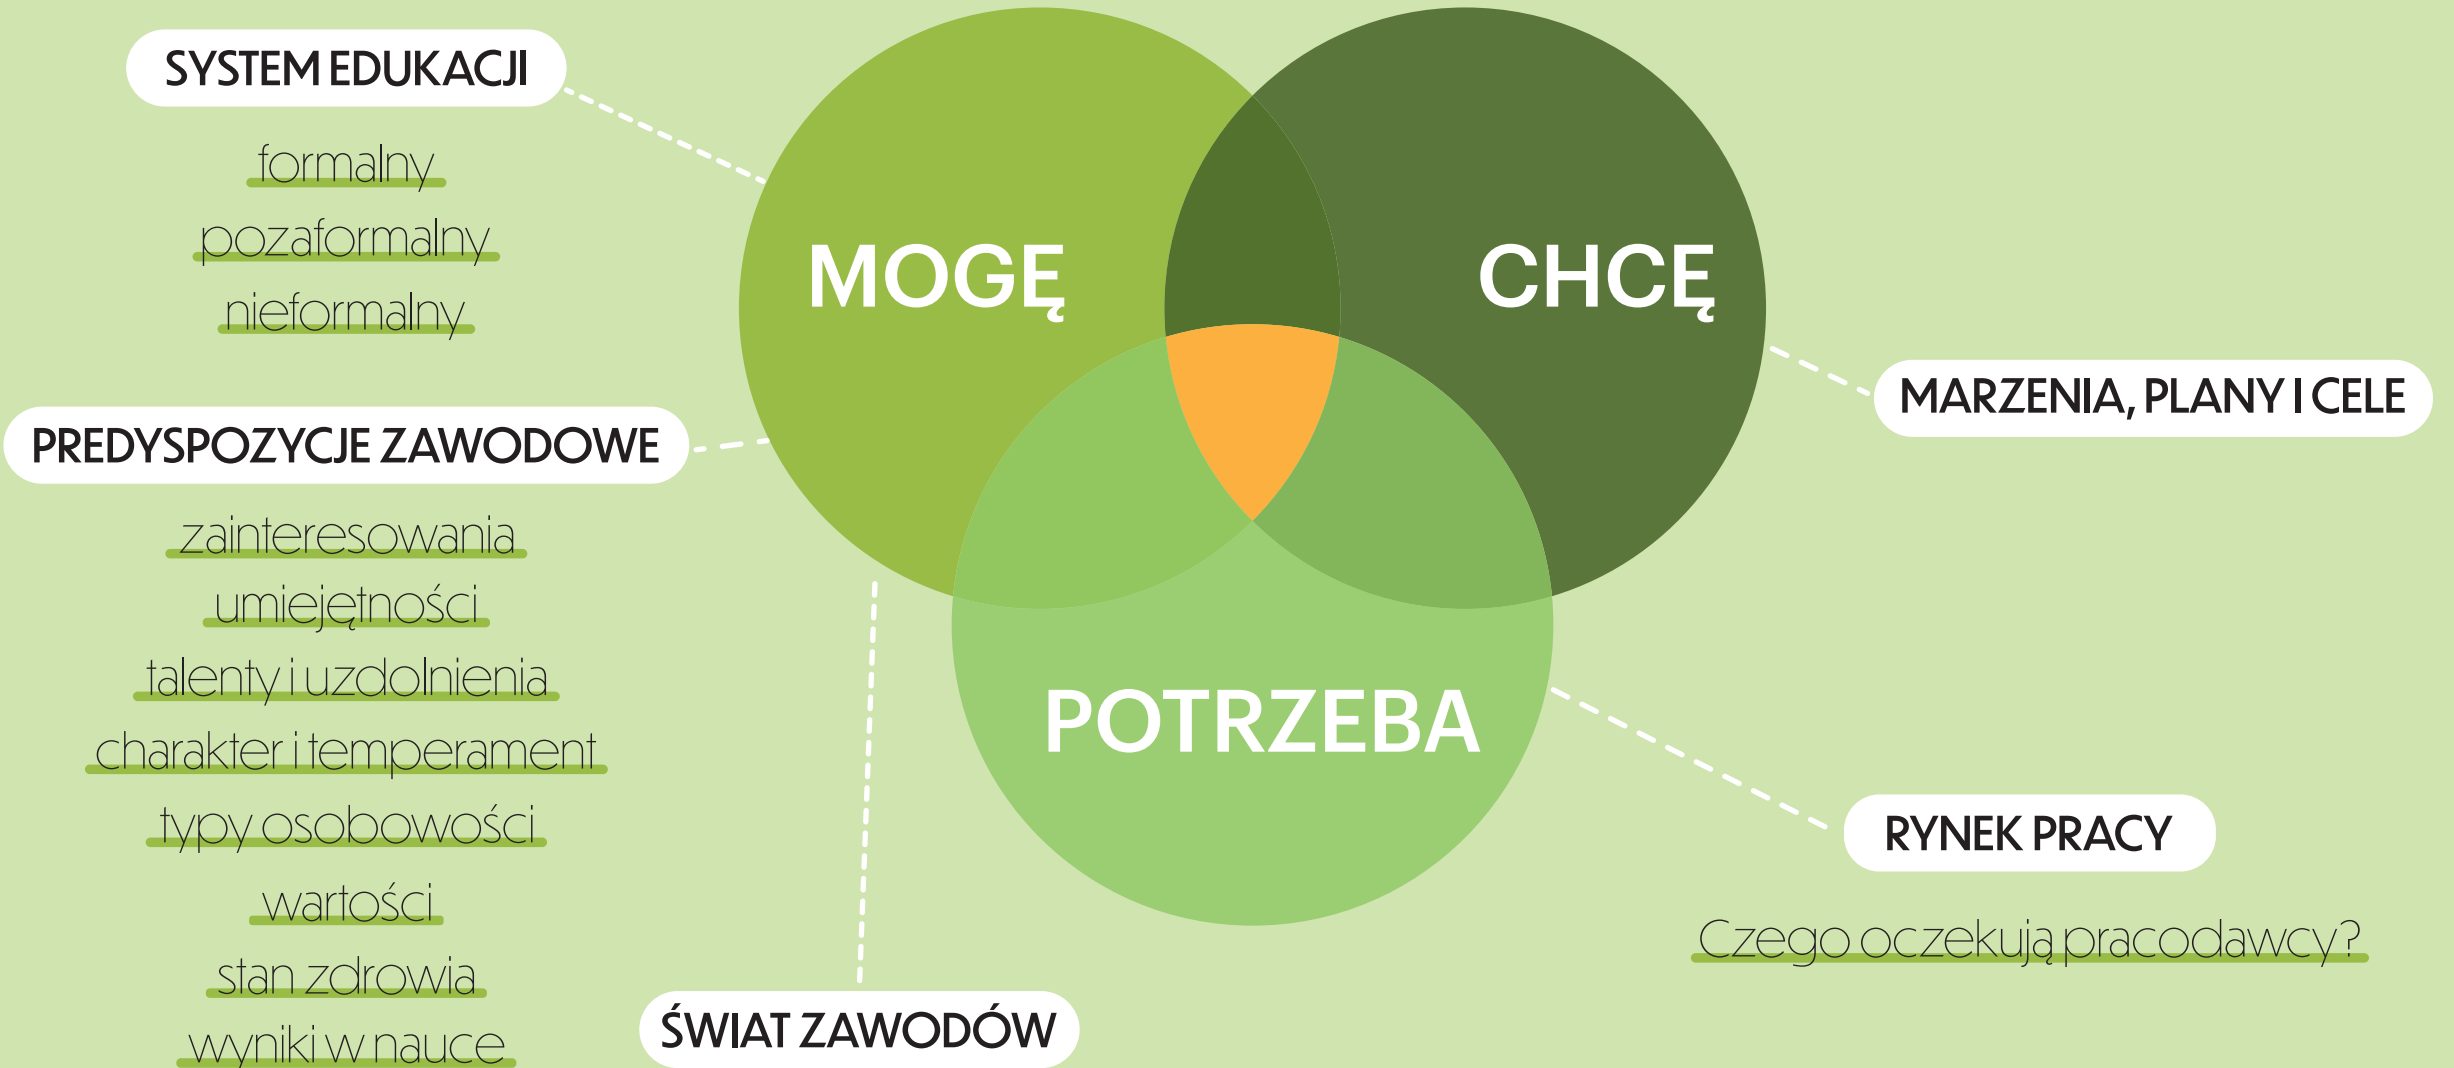 SYSTEM EDUKACJI
formalny
pozaformalny
nieformalny
PREDYSPOZYCJE ZAWODOWE
zainteresowania
umiejętności
talenty i uzdolnienia
charakter i temperament
typy osobowości
wartości
stan zdrowia
wyniki w nauce
MOGĘ
CHCĘ
POTRZEBA
ŚWIAT ZAWODÓW
MARZENIA, PLANY I CELE
RYNEK PRACY
Czego oczekują pracodawcy?